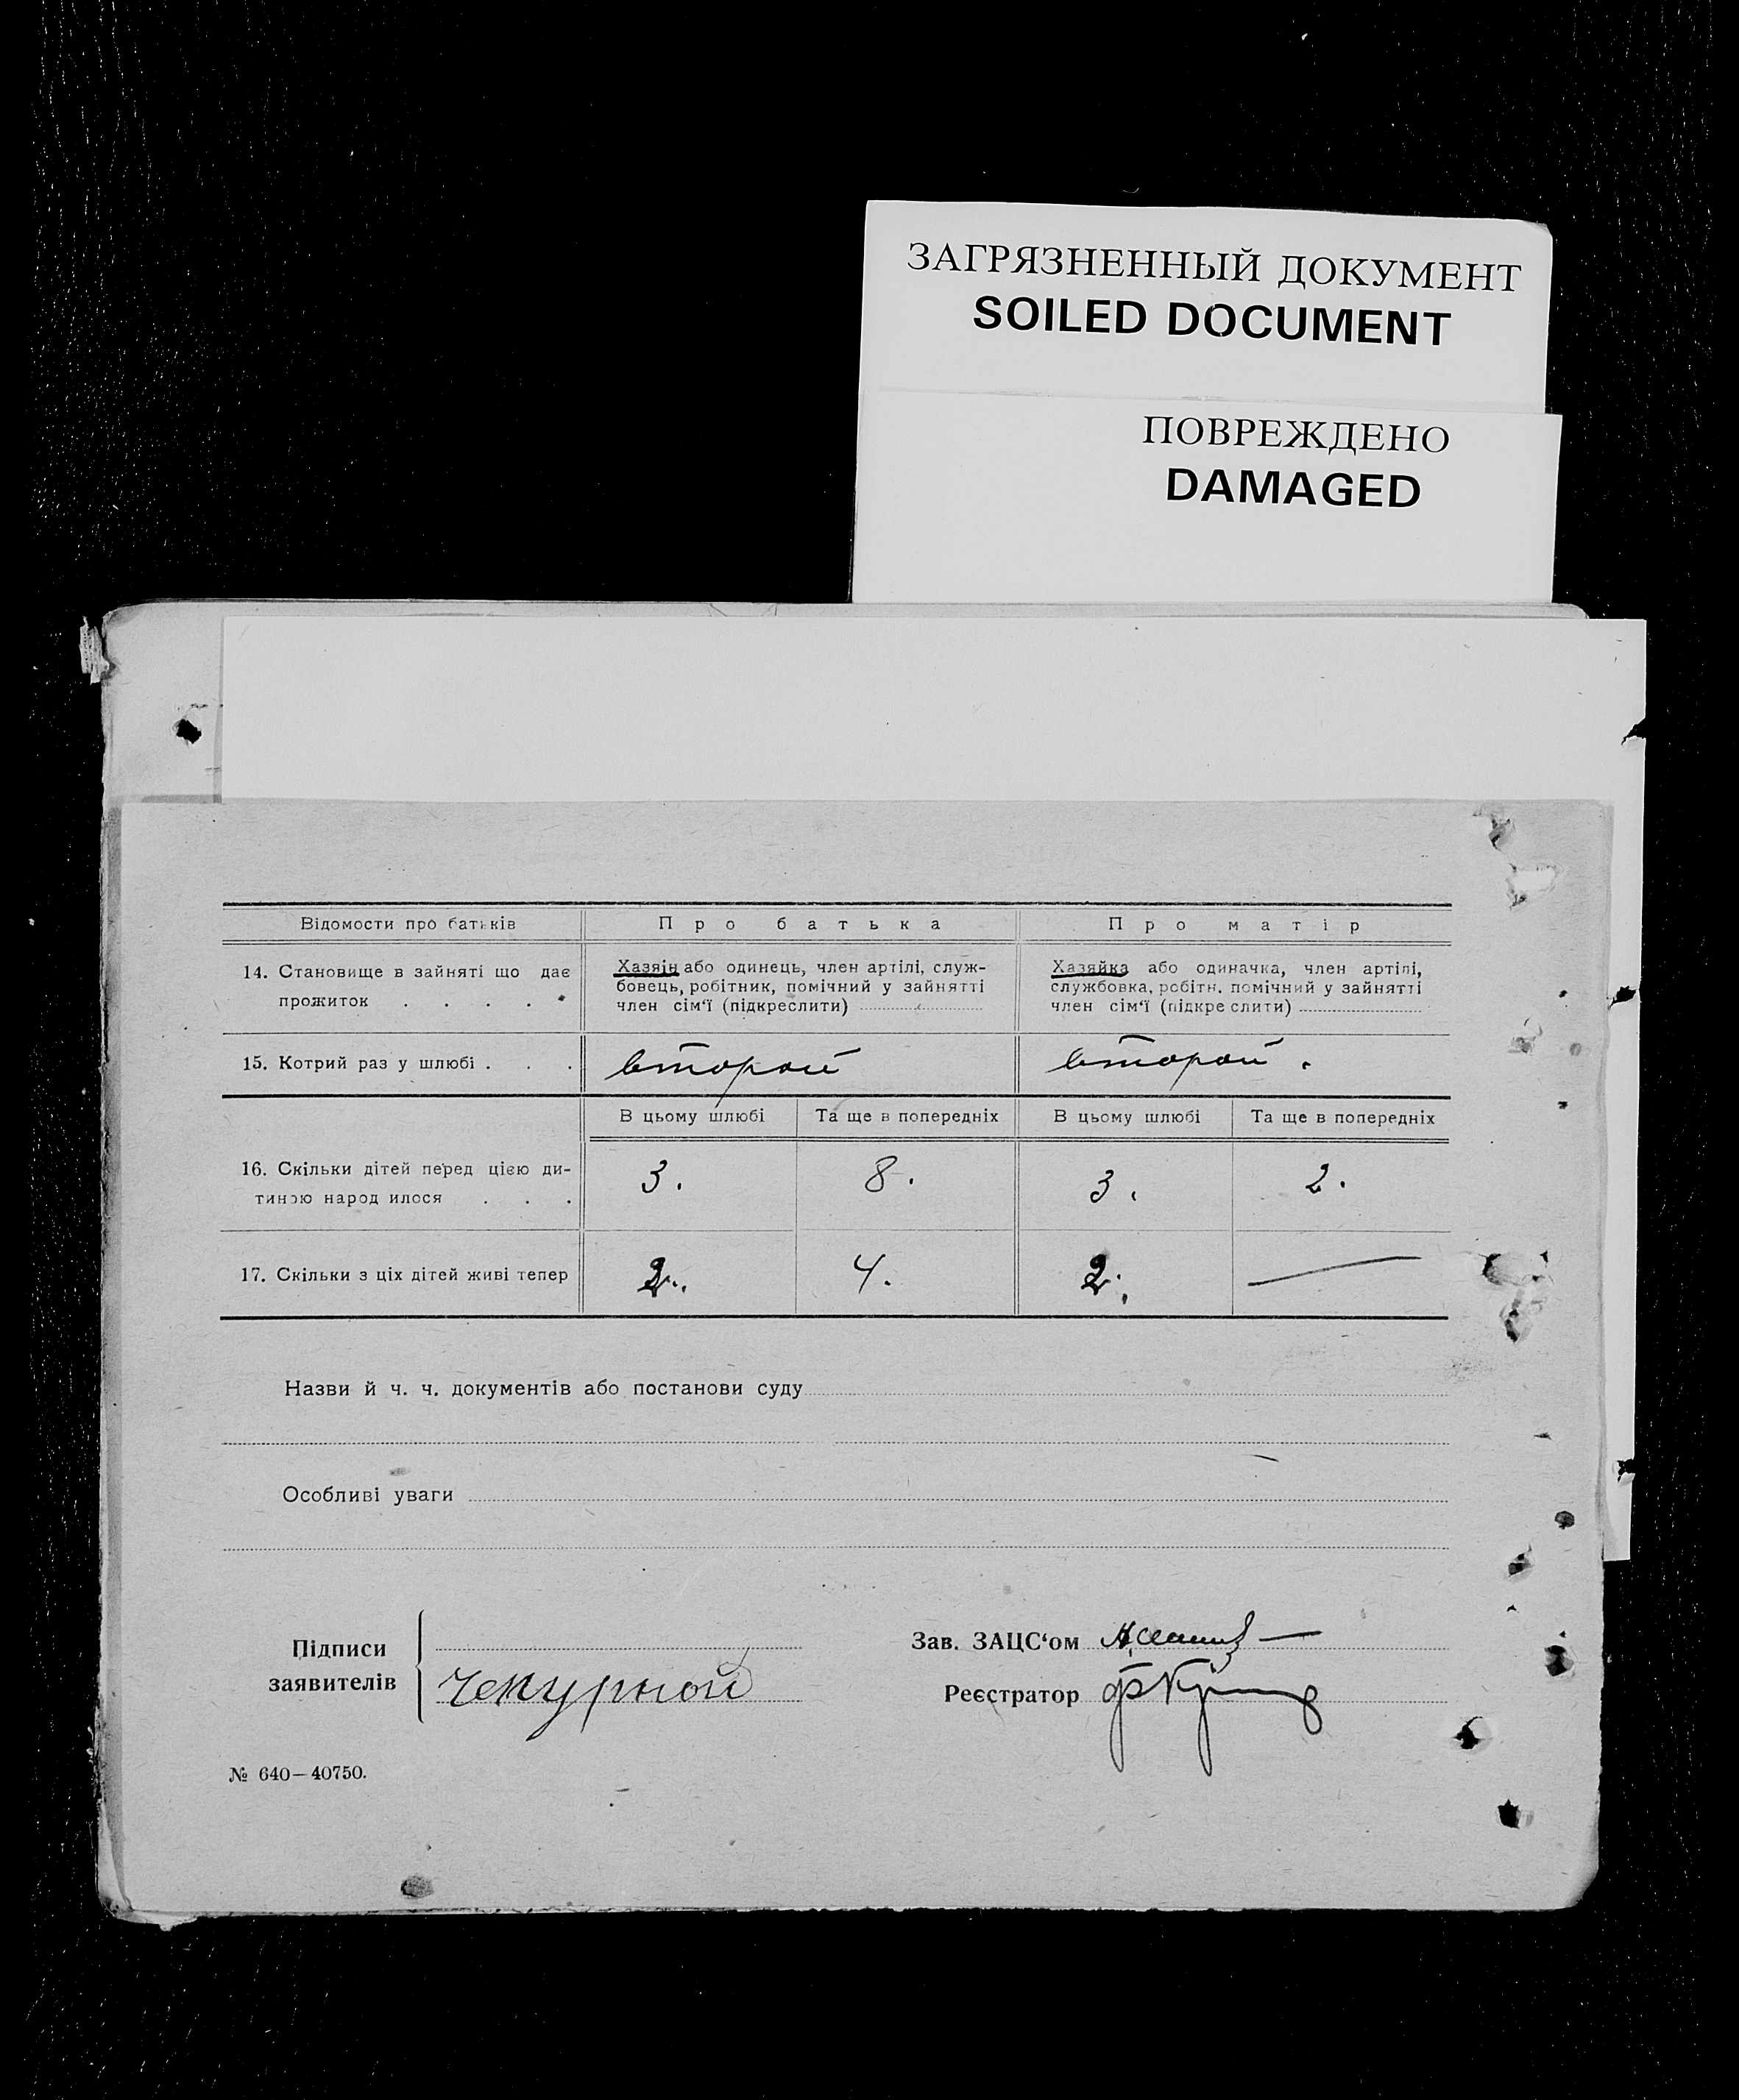 ЗАГРЯЗНЕННЫЙ ДОКУМЕНТ
SOILED DOCUMENT
ПОВРЕЖДЕНО
DAMAGED
Відомости про батьків П р о б а т ь к а П р о м а т і р
14. Становище в зайняті що дає прожиток . . . .
Хазяїн або одинець, член артілі, служ-
бовець, робітник, помічний у зайнятті
член сім'ї (підкреслити)
Хазяйка або одиначка, член артілі,
службовка, робітн. помічний у зайнятті
член сім'ї (підкреслити)
15. Котрий раз у шлюбі . . . второй второй .
В цьому шлюбі Та ще в попередніх В цьому шлюбі Та ще в попередніх
16. Скільки дітей перед цією ди-
тиною народилося . . . 3. 8. 3. 2.
17. Скільки з ціх дітей живі тепер 2. 4. 2. —
Назви й ч. ч. документів або постанови суду
Особливі уваги
Підписи
заявителів
Чекурной
Зав. ЗАЦС'ом
Реєстратор
№ 640—40750.